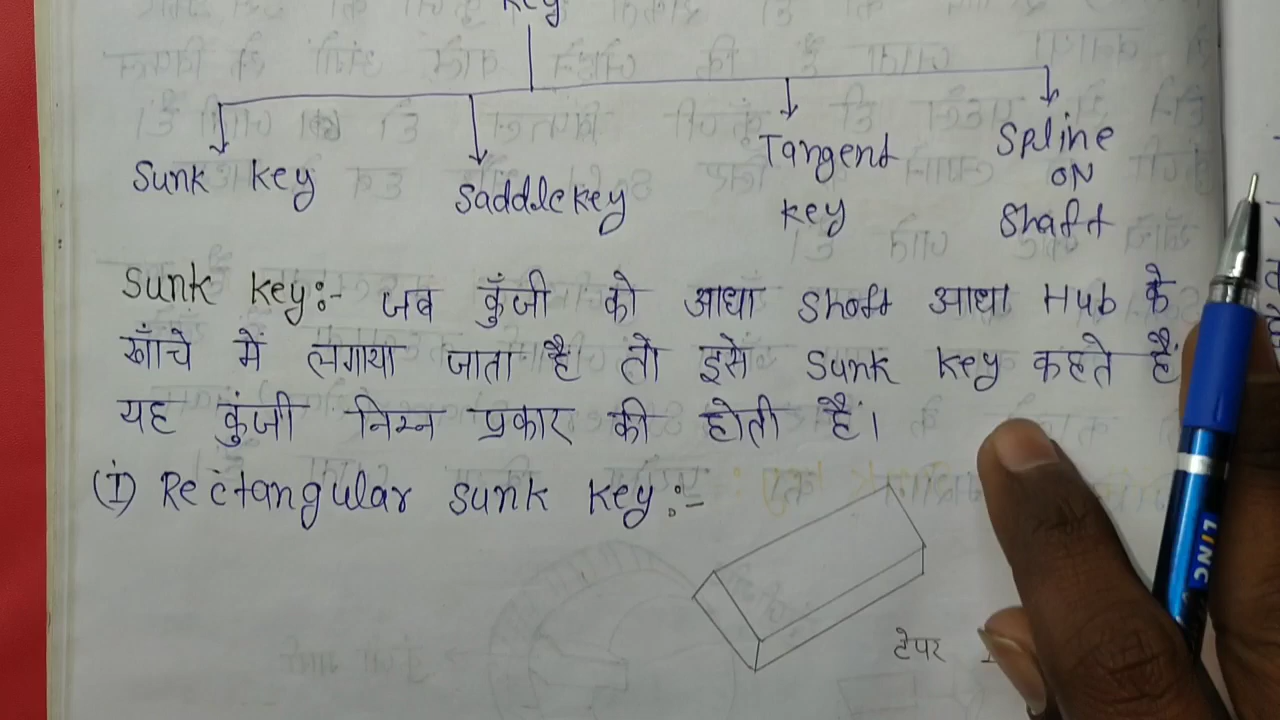 Key
Sunk key
Saddle key
Tangent key
Spline ON Shaft
Sunk key:- जब कुँजी को आधा shaft आधा Hub के
खाँचे में लगाया जाता है तो इसे sunk key कहते हैं
यह कुंजी निम्न प्रकार की होती हैं।
(I) Rectangular sunk key:-
टेपर
LINC